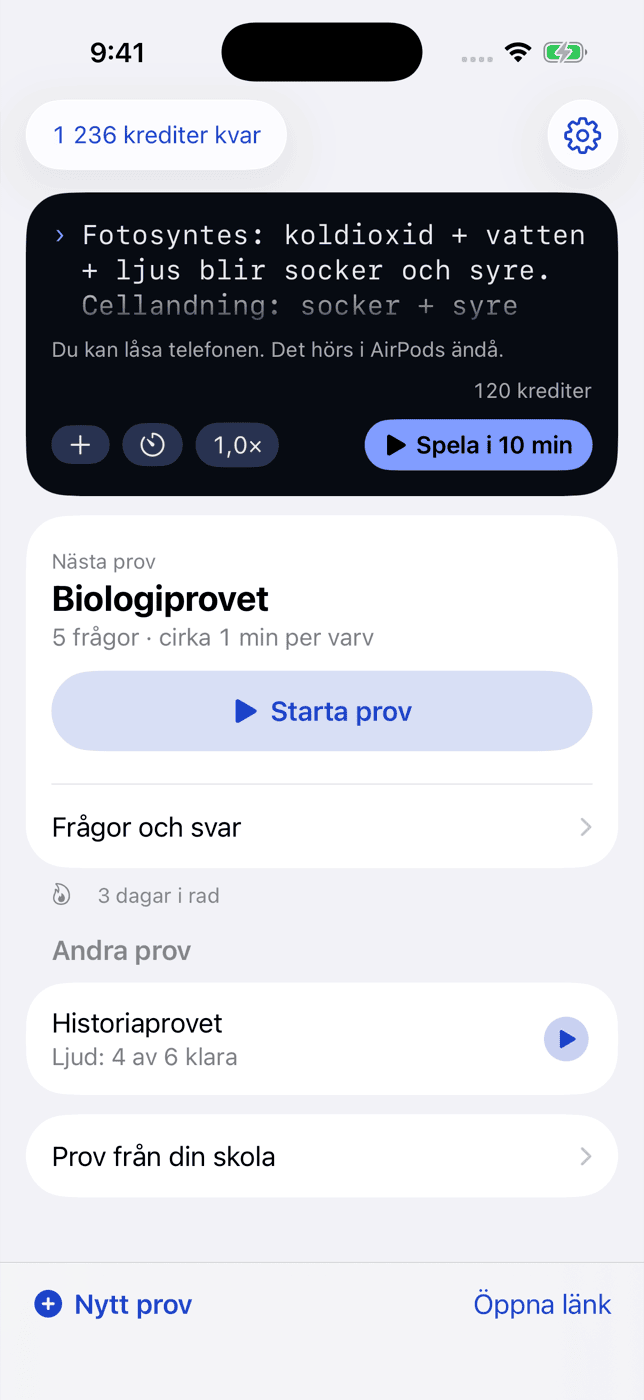 9:41
1 236 krediter kvar
› Fotosyntes: koldioxid + vatten
+ ljus blir socker och syre.
Cellandning: socker + syre
Du kan låsa telefonen. Det hörs i AirPods ändå.
120 krediter
1,0×
Spela i 10 min
Nästa prov
Biologiprovet
5 frågor · cirka 1 min per varv
Starta prov
Frågor och svar
3 dagar i rad
Andra prov
Historiaprovet
Ljud: 4 av 6 klara
Prov från din skola
Nytt prov
Öppna länk